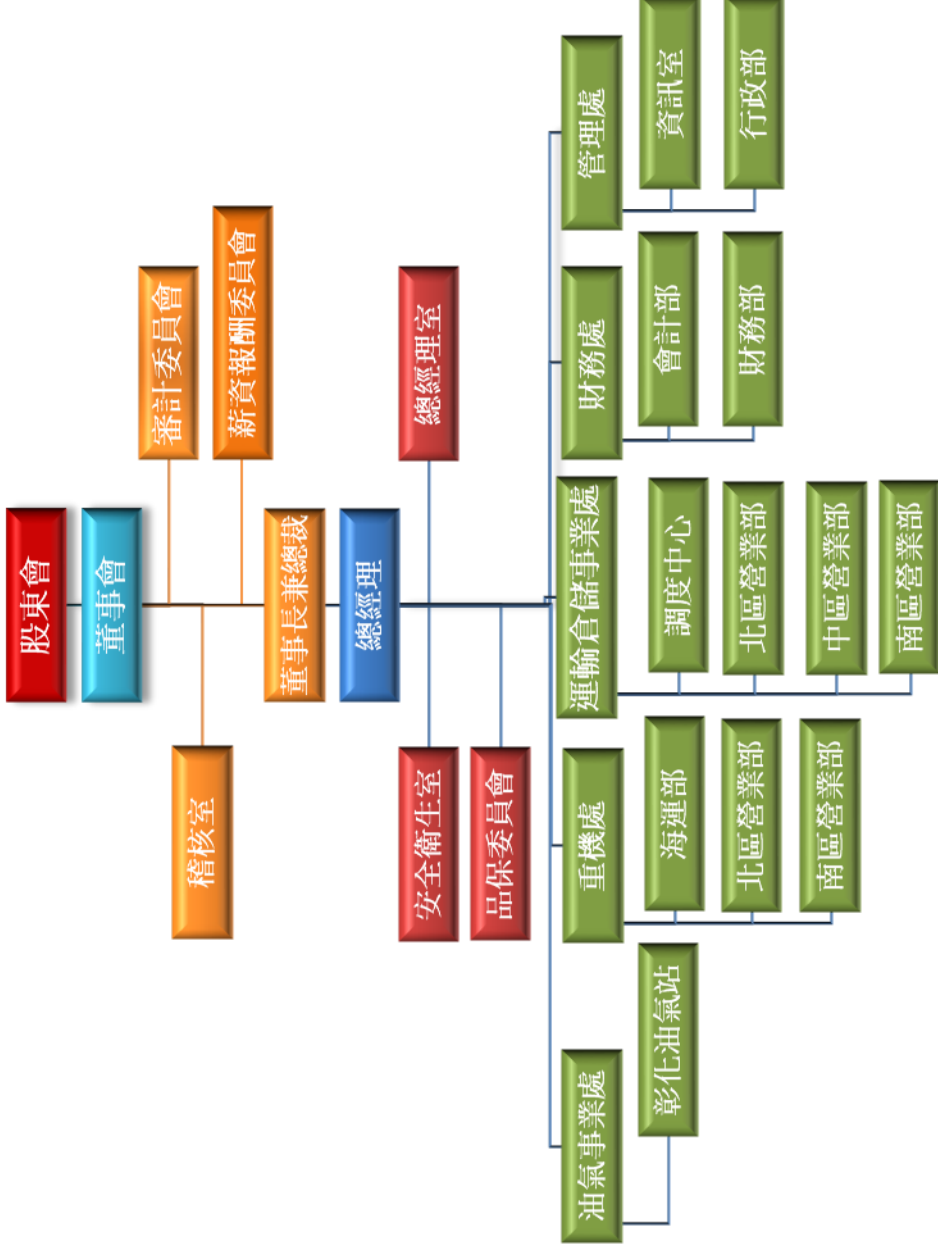 股東會
董事會
審計委員會
稽核室
薪資報酬委員會
董事長兼總裁
總經理
安全衛生室
總經理室
品保委員會
油氣事業處
彰化油氣站
重機處
海運部
北區營業部
南區營業部
運輸倉儲事業處
調度中心
北區營業部
中區營業部
南區營業部
財務處
會計部
財務部
管理處
資訊室
行政部